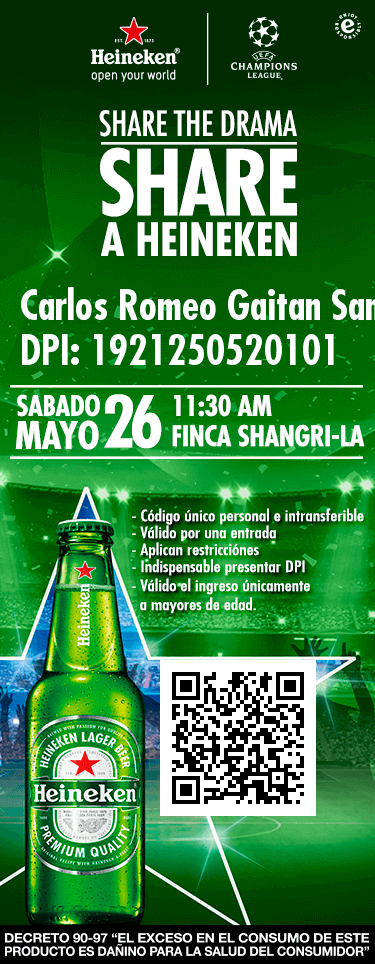 Heineken®
open your world
UEFA
CHAMPIONS
LEAGUE
ENJOY RESPONSIBLY
SHARE THE DRAMA
SHARE
A HEINEKEN
Carlos Romeo Gaitan San
DPI: 1921250520101
SABADO
MAYO 26
11:30 AM
FINCA SHANGRI-LA
- Código único personal e intransferible
- Válido por una entrada
- Aplican restricciónes
- Indispensable presentar DPI
- Válido el ingreso únicamente
a mayores de edad.
Heineken
HEINEKEN LAGER BEER
Heineken®
PREMIUM QUALITY
DECRETO 90-97 “EL EXCESO EN EL CONSUMO DE ESTE
PRODUCTO ES DAÑINO PARA LA SALUD DEL CONSUMIDOR”